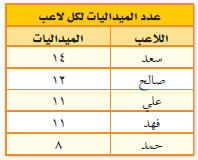 عدد الميداليات لكل لاعب
اللاعب الميداليات
سعد ١٤
صالح ١٢
علي ١١
فهد ١١
حمد ٨